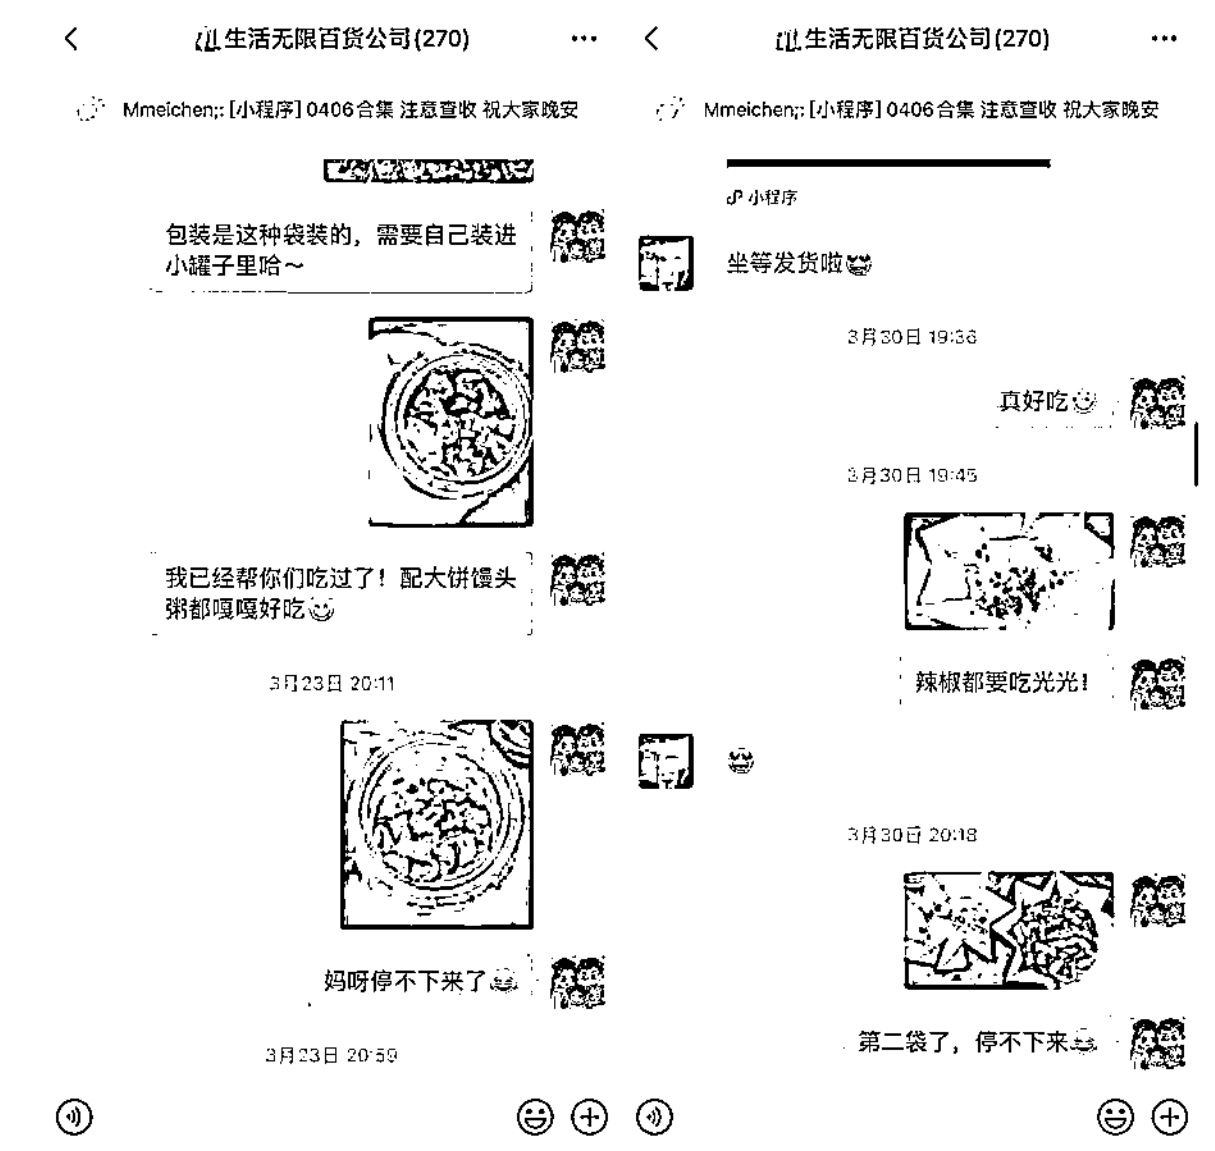 生活无限百货公司(270)
Mmeichen;: [小程序] 0406合集 注意查收 祝大家晚安
包装是这种袋装的，需要自己装进
小罐子里哈～
我已经帮你们吃过了！配大饼馒头
粥都嘎嘎好吃
3月23日 20:11
妈呀停不下来了
3月23日 20:59
生活无限百货公司(270)
Mmeichen;: [小程序] 0406合集 注意查收 祝大家晚安
小程序
坐等发货啦
3月30日 19:36
真好吃
3月30日 19:45
辣椒都要吃光光！
3月30日 20:18
第二袋了，停不下来